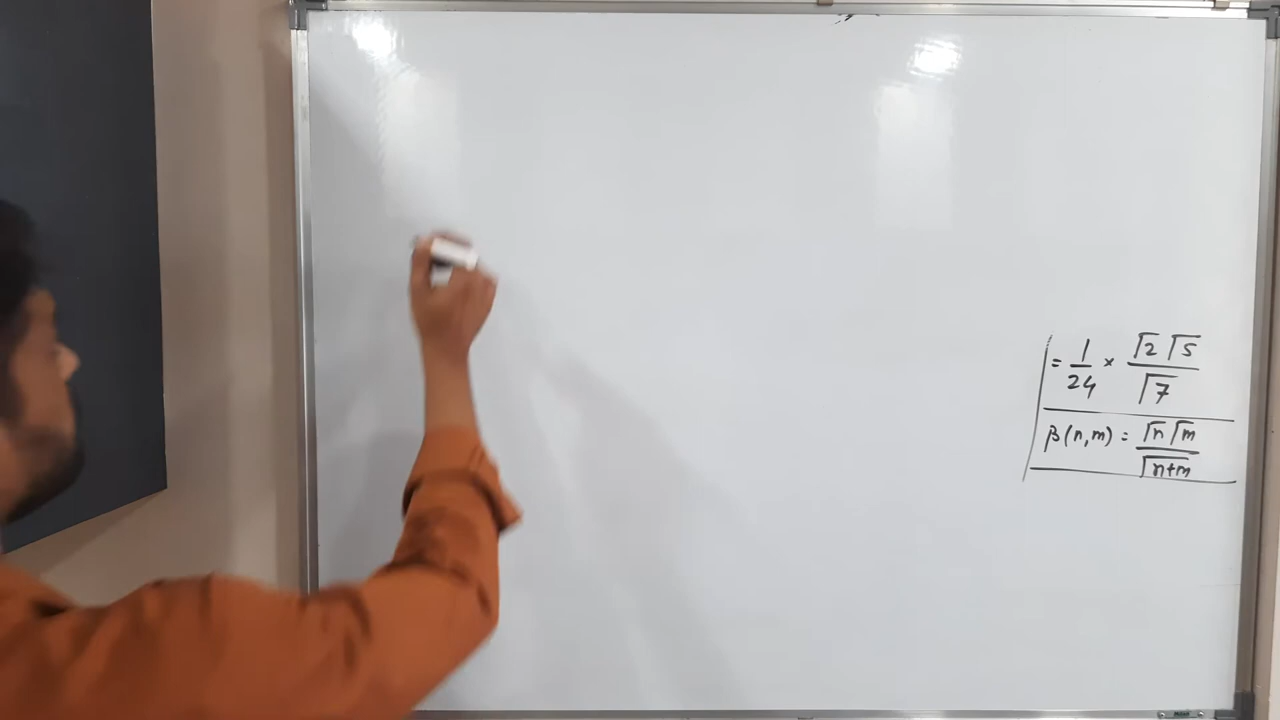 = 1/24 × Γ2 Γ5 / Γ7
β(n,m) = Γn Γm / Γn+m